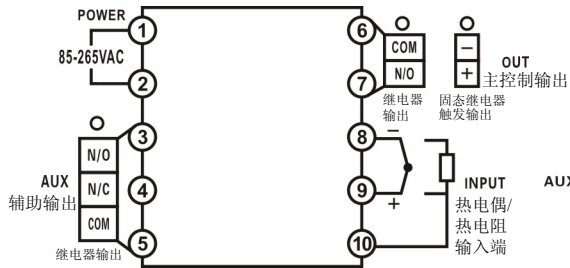 POWER
85-265VAC
1
2
3
4
5
N/O
N/C
COM
AUX
辅助输出
继电器输出
6
7
8
9
10
COM
N/O
继电器
输出
−
+
固态继电器
触发输出
OUT
主控制输出
−
+
INPUT
热电偶/
热电阻
输入端
AUX